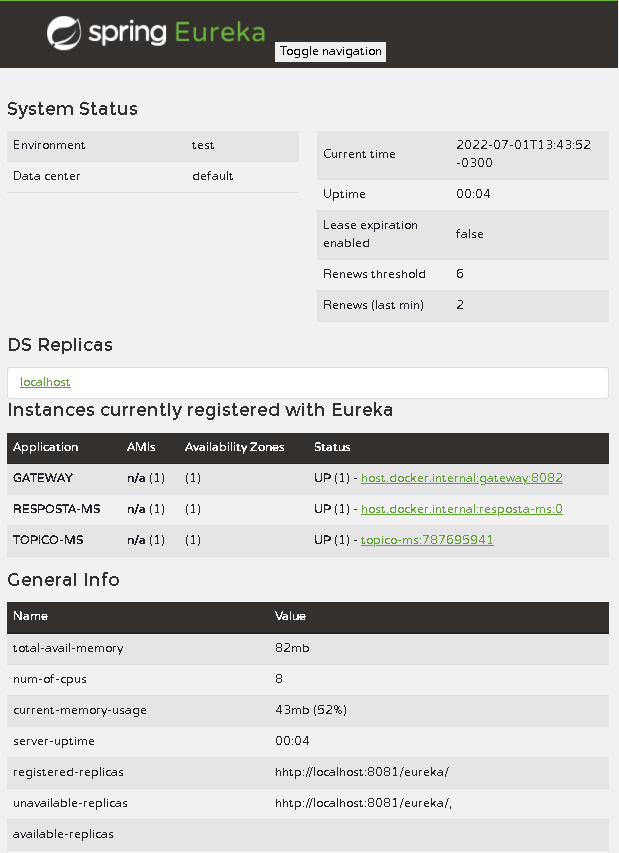 spring Eureka
Toggle navigation
System Status
Environment test
Data center default
Current time 2022-07-01T13:43:52
-0300
Uptime 00:04
Lease expiration
enabled false
Renews threshold 6
Renews (last min) 2
DS Replicas
localhost
Instances currently registered with Eureka
Application AMIs Availability Zones Status
GATEWAY n/a (1) (1) UP (1) - host.docker.internal:gateway:8082
RESPOSTA-MS n/a (1) (1) UP (1) - host.docker.internal:resposta-ms:0
TOPICO-MS n/a (1) (1) UP (1) - topico-ms:787695941
General Info
Name Value
total-avail-memory 82mb
num-of-cpus 8
current-memory-usage 43mb (52%)
server-uptime 00:04
registered-replicas hhtp://localhost:8081/eureka/
unavailable-replicas hhtp://localhost:8081/eureka/,
available-replicas